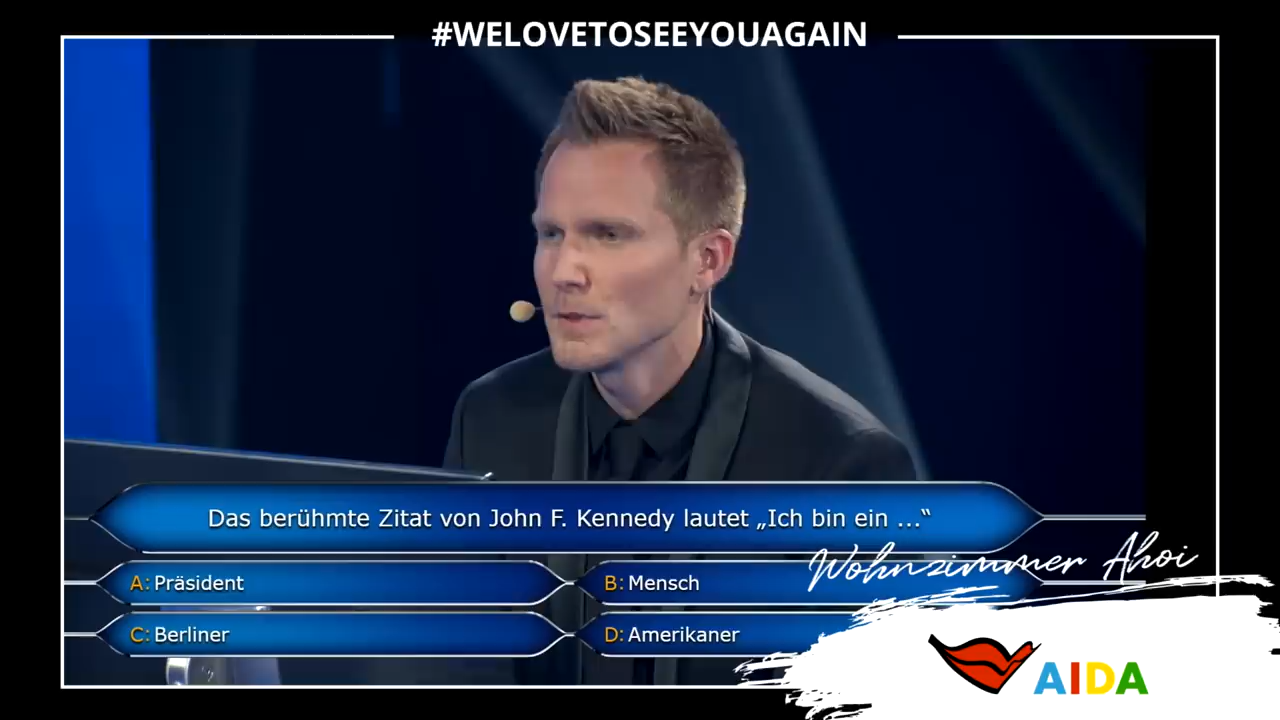 #WELOVETOSEEYOUAGAIN
Das berühmte Zitat von John F. Kennedy lautet „Ich bin ein ...“
A: Präsident
B: Mensch
C: Berliner
D: Amerikaner
Wohnzimmer Ahoi
AIDA